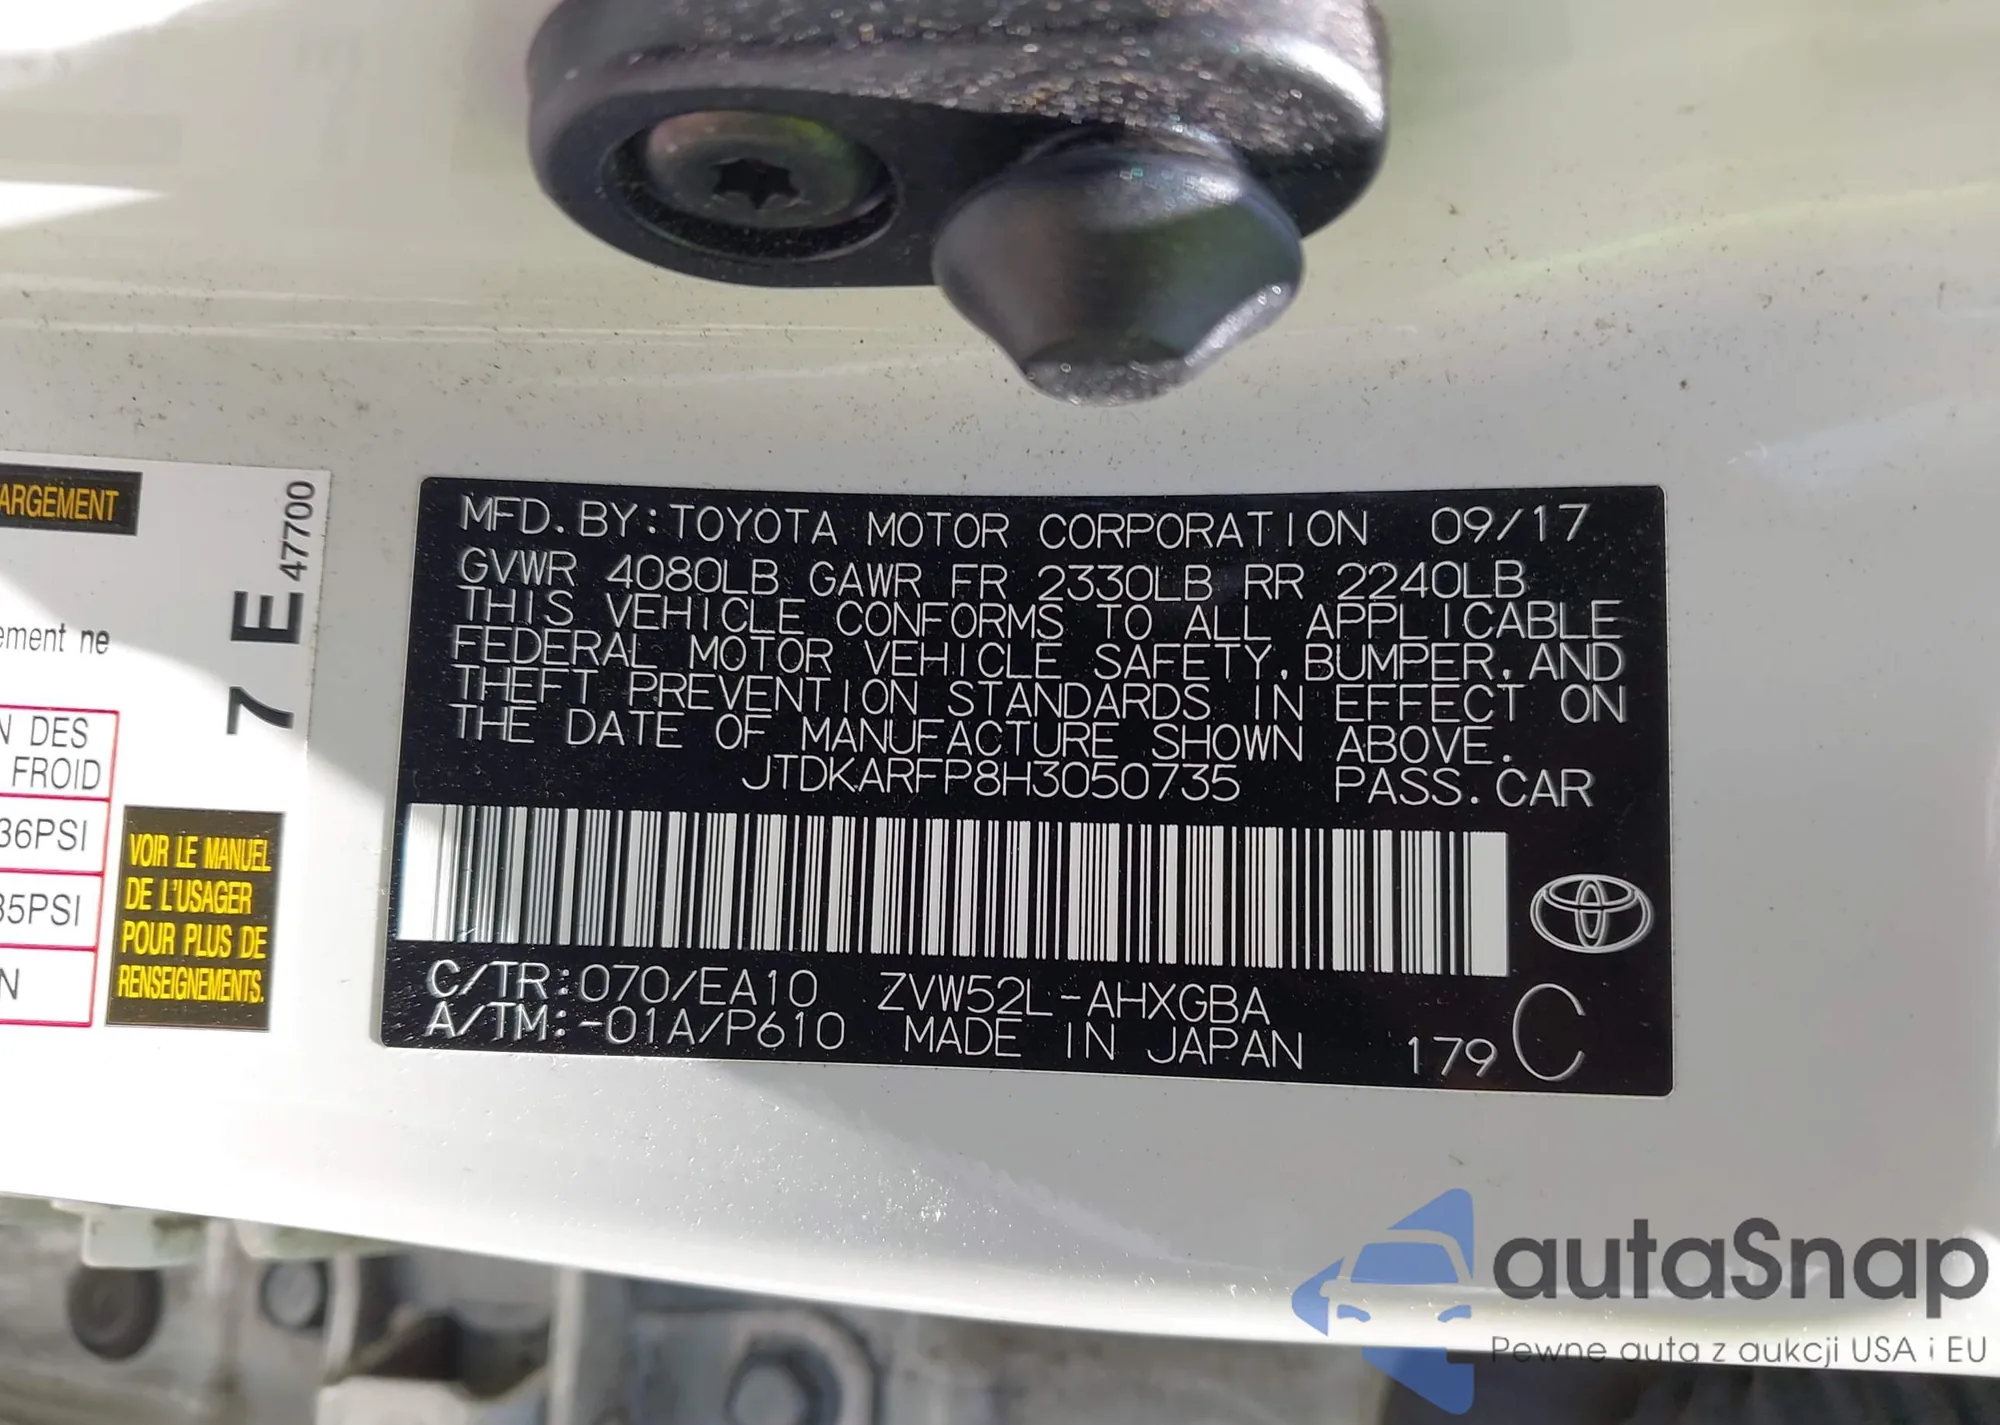 ARGEMENT
ement ne
N DES
FROID
36PSI
35PSI
N
7 E 47700
VOIR LE MANUEL
DE L'USAGER
POUR PLUS DE
RENSEIGNEMENTS.
MFD. BY: TOYOTA MOTOR CORPORATION 09/17
GVWR 4080LB GAWR FR 2330LB RR 2240LB
THIS VEHICLE CONFORMS TO ALL APPLICABLE
FEDERAL MOTOR VEHICLE SAFETY, BUMPER, AND
THEFT PREVENTION STANDARDS IN EFFECT ON
THE DATE OF MANUFACTURE SHOWN ABOVE.
JTDKARFP8H3050735 PASS. CAR
C/TR: 070/EA10 ZVW52L-AHXGBA
A/TM: -01A/P610 MADE IN JAPAN 179 C
autaSnap
Pewne auta z aukcji USA i EU